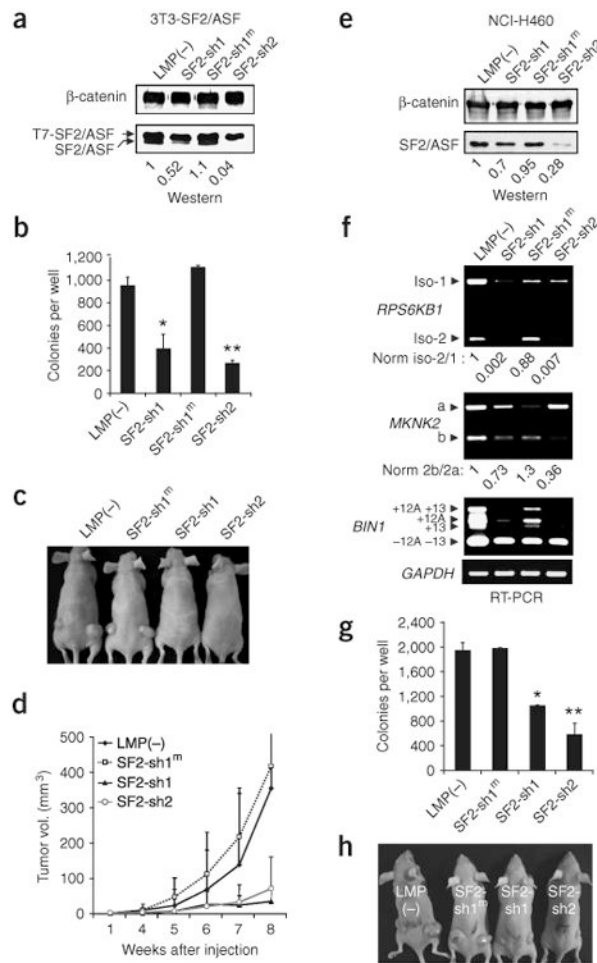 a
3T3-SF2/ASF
LMP(–) SF2-sh1 SF2-sh1m SF2-sh2
β-catenin
T7-SF2/ASF
SF2/ASF
1 0.52 1.1 0.04
Western
b
Colonies per well
1,200
1,000
800
600
400
200
0
* **
LMP(–) SF2-sh1 SF2-sh1m SF2-sh2
c
LMP(–) SF2-sh1m SF2-sh1 SF2-sh2
d
Tumor vol. (mm3)
500
400
300
200
100
0
LMP(–)
SF2-sh1m
SF2-sh1
SF2-sh2
1 4 5 6 7 8
Weeks after injection
e
NCI-H460
LMP(–) SF2-sh1 SF2-sh1m SF2-sh2
β-catenin
SF2/ASF
1 0.7 0.95 0.28
Western
f
LMP(–) SF2-sh1 SF2-sh1m SF2-sh2
Iso-1
RPS6KB1
Iso-2
Norm iso-2/1 : 1 0.002 0.88 0.007
a
MKNK2
b
Norm 2b/2a: 1 0.73 1.3 0.36
+12A +13
+12A
BIN1
+13
–12A –13
GAPDH
RT-PCR
g
Colonies per well
2,000
1,600
1,200
800
400
0
* **
LMP(–) SF2-sh1m SF2-sh1 SF2-sh2
h
LMP (–) SF2-sh1m SF2-sh1 SF2-sh2